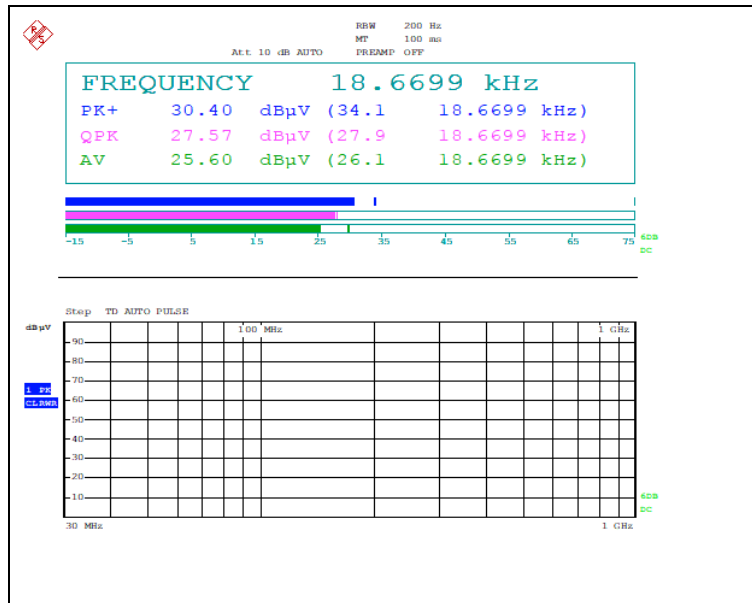 R S
RBW 200 Hz
MT 100 ms
Att 10 dB AUTO PREAMP OFF
FREQUENCY 18.6699 kHz
PK+ 30.40 dBµV (34.1 18.6699 kHz)
QPK 27.57 dBµV (27.9 18.6699 kHz)
AV 25.60 dBµV (26.1 18.6699 kHz)
-15 -5 5 15 25 35 45 55 65 75
6DB
DC
Step TD AUTO PULSE
dBµV
100 MHz 1 GHz
90
80
70
1 PK
CLRWR
60
50
40
30
20
10
6DB
DC
30 MHz 1 GHz